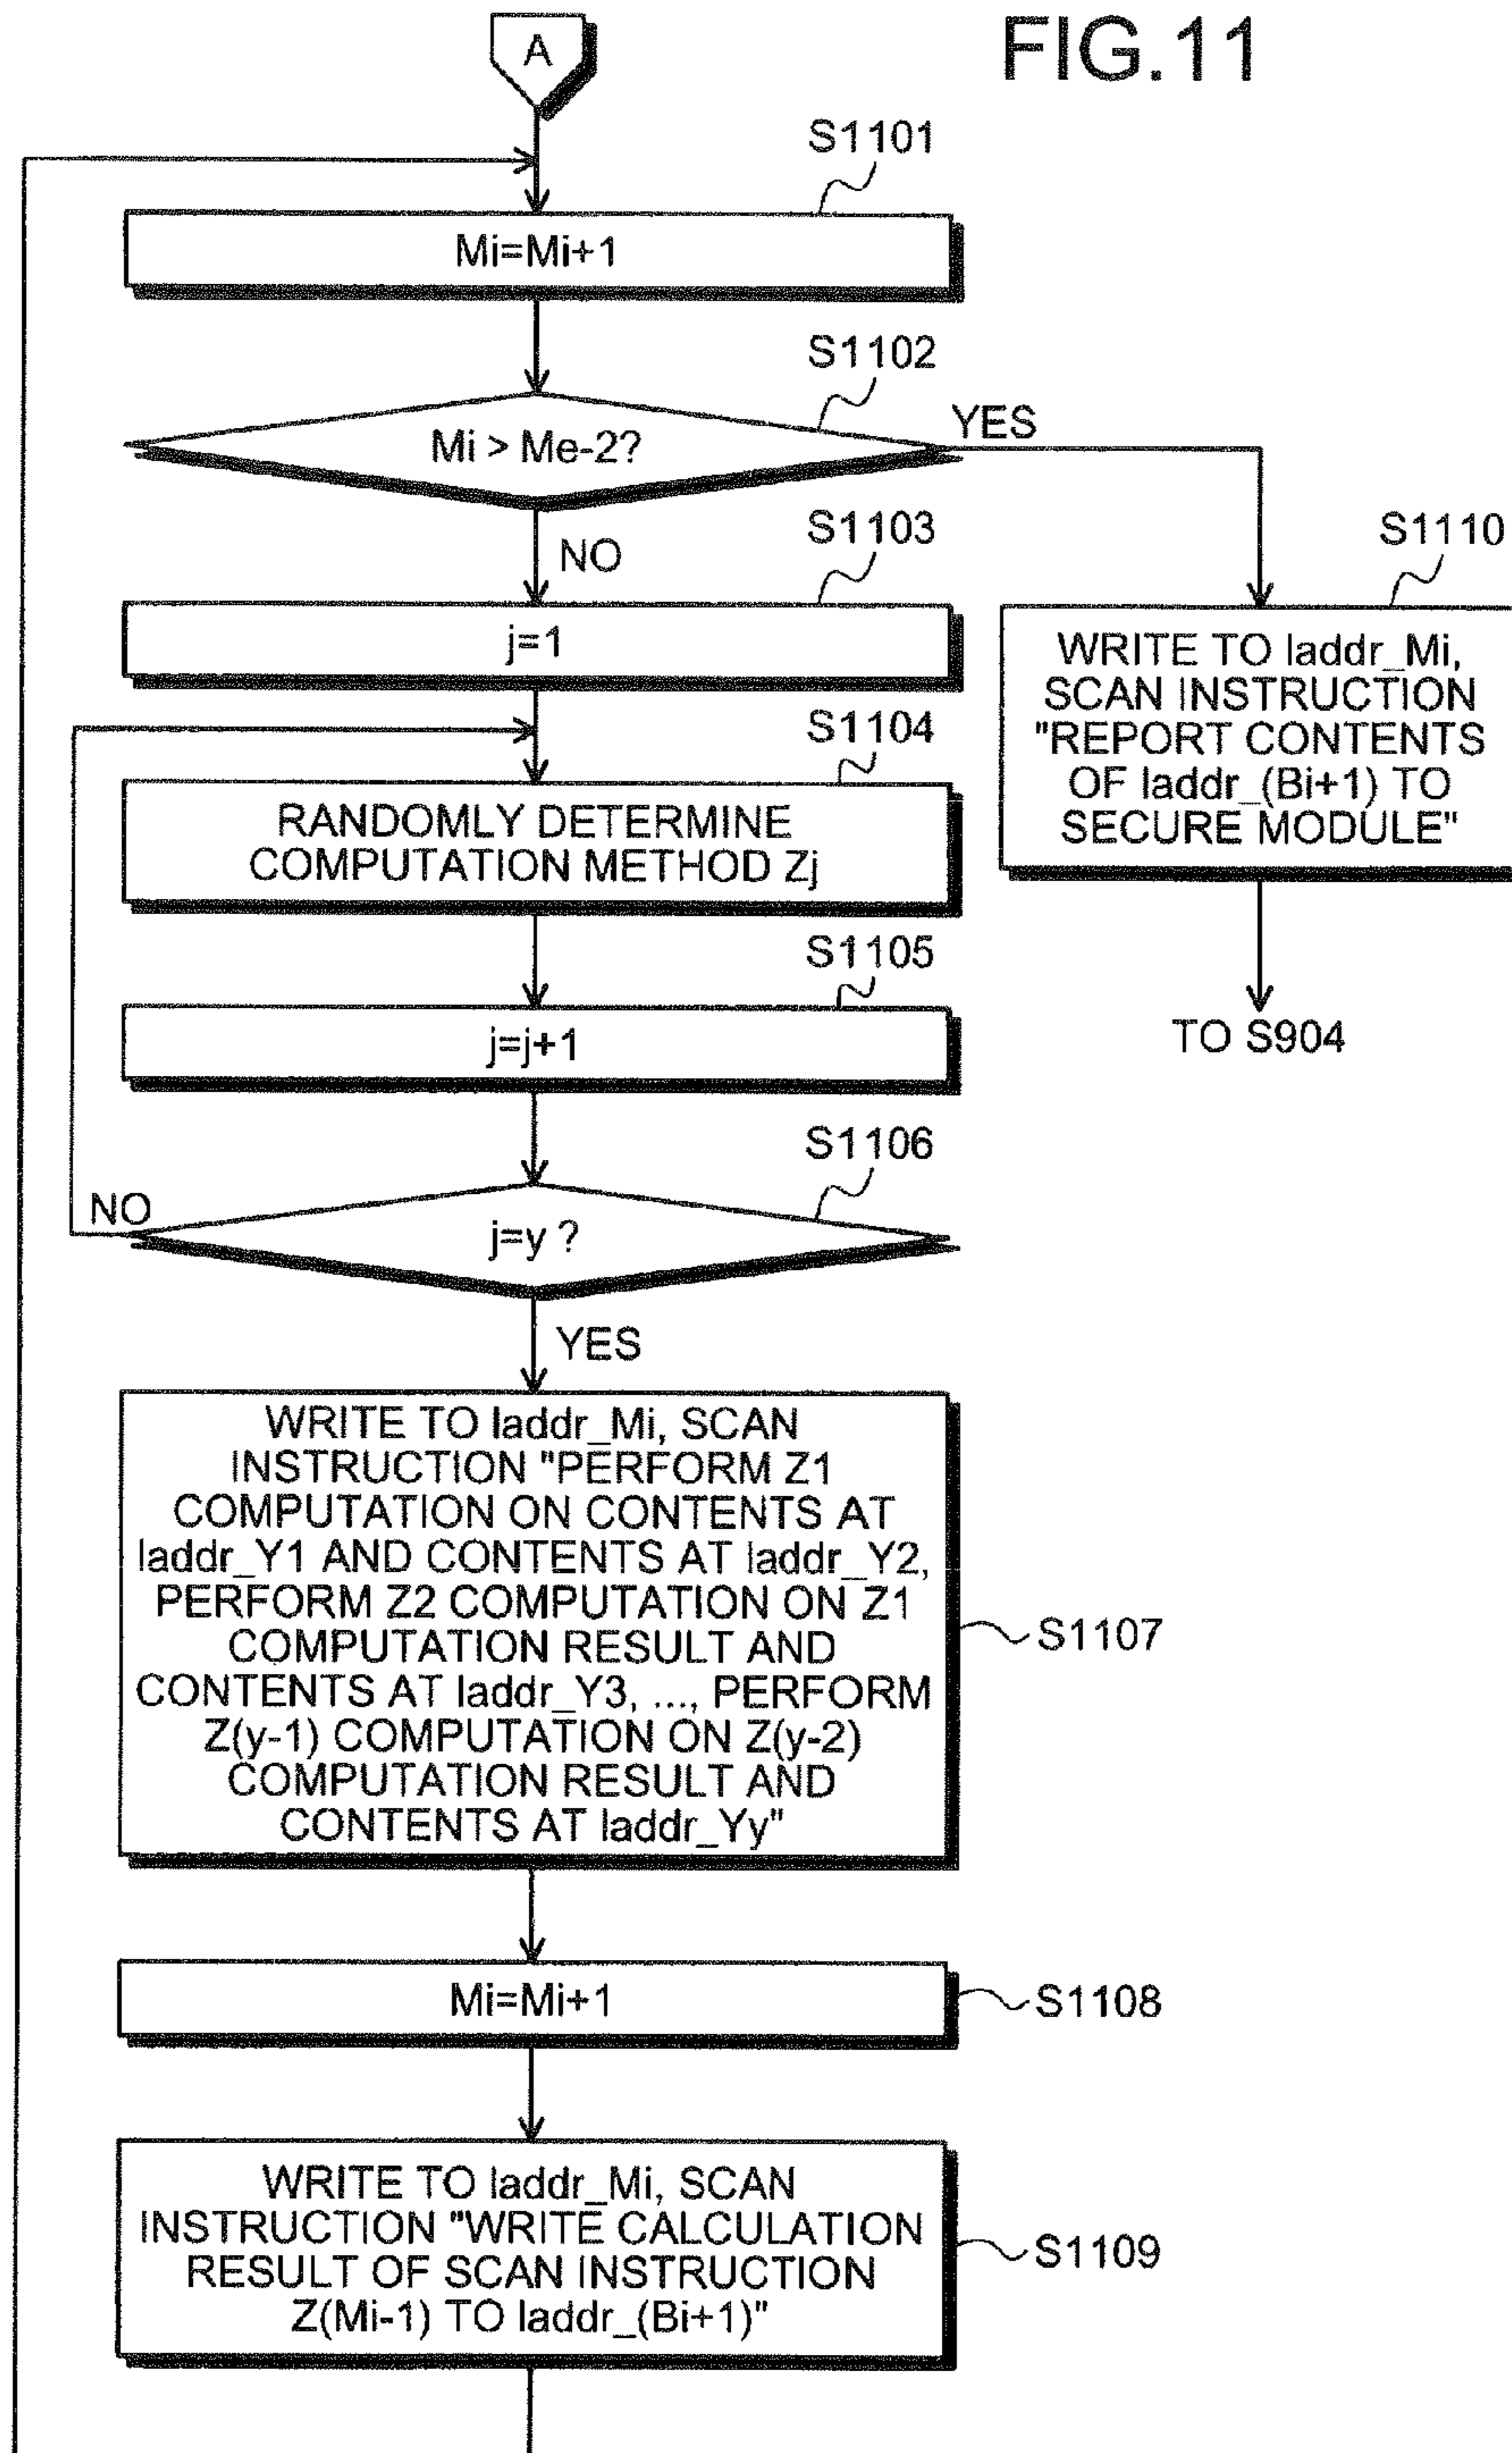 FIG.11
A
S1101
Mi=Mi+1
S1102
Mi > Me-2?
YES
NO
S1103
j=1
S1110
WRITE TO laddr_Mi,
SCAN INSTRUCTION
"REPORT CONTENTS
OF laddr_(Bi+1) TO
SECURE MODULE"
TO S904
S1104
RANDOMLY DETERMINE
COMPUTATION METHOD Zj
S1105
j=j+1
S1106
j=y ?
NO
YES
WRITE TO laddr_Mi, SCAN
INSTRUCTION "PERFORM Z1
COMPUTATION ON CONTENTS AT
laddr_Y1 AND CONTENTS AT laddr_Y2,
PERFORM Z2 COMPUTATION ON Z1
COMPUTATION RESULT AND
CONTENTS AT laddr_Y3, ..., PERFORM
Z(y-1) COMPUTATION ON Z(y-2)
COMPUTATION RESULT AND
CONTENTS AT laddr_Yy"
S1107
Mi=Mi+1
S1108
WRITE TO laddr_Mi, SCAN
INSTRUCTION "WRITE CALCULATION
RESULT OF SCAN INSTRUCTION
Z(Mi-1) TO laddr_(Bi+1)"
S1109